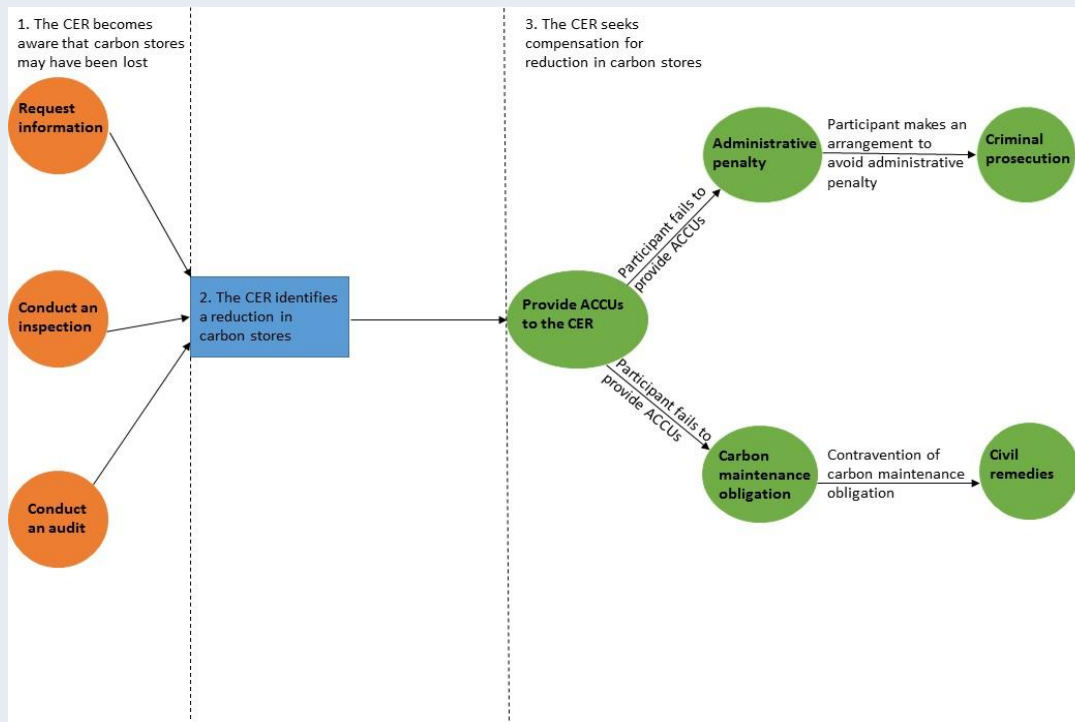 1. The CER becomes
aware that carbon stores
may have been lost
Request
information
Conduct an
inspection
Conduct
an audit
2. The CER identifies
a reduction in
carbon stores
3. The CER seeks
compensation for
reduction in carbon stores
Provide ACCUs
to the CER
Participant fails to
provide ACCUs
Administrative
penalty
Participant makes an
arrangement to
avoid administrative
penalty
Criminal
prosecution
Participant fails to
provide ACCUs
Carbon
maintenance
obligation
Contravention of
carbon maintenance
obligation
Civil
remedies